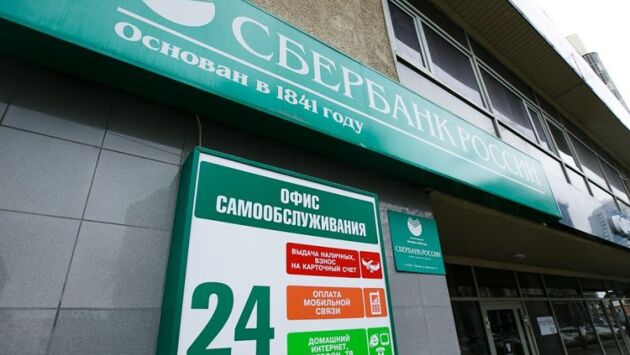 СБЕРБАНК РОССИИ
Основан в 1841 году
ОФИС
САМООБСЛУЖИВАНИЯ
ВЫДАЧА НАЛИЧНЫХ,
ВЗНОС
НА КАРТОЧНЫЙ СЧЕТ
ОПЛАТА
МОБИЛЬНОЙ
СВЯЗИ
24
ДОМАШНИЙ
ИНТЕРНЕТ,
СБЕРБАНК РОССИИ